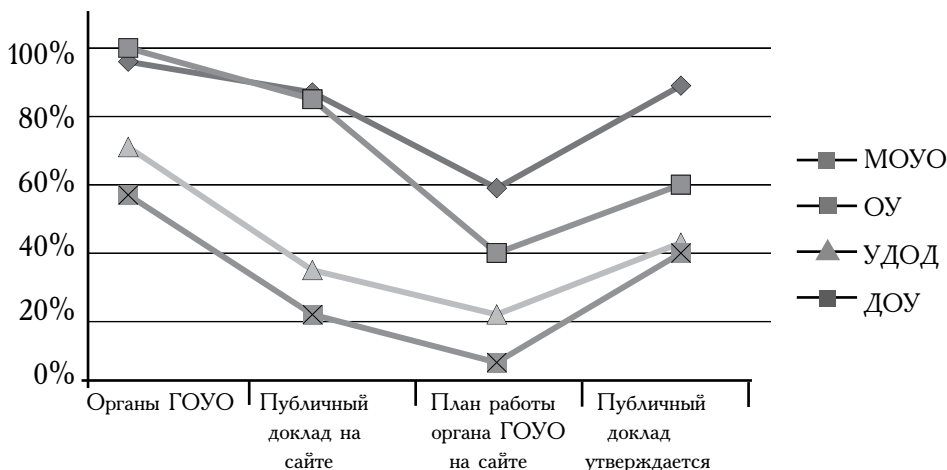 100%
80%
60%
40%
20%
0%
Органы ГОУО
Публичный
доклад на
сайте
План работы
органа ГОУО
на сайте
Публичный
доклад
утверждается
МОУО
ОУ
УДОД
ДОУ